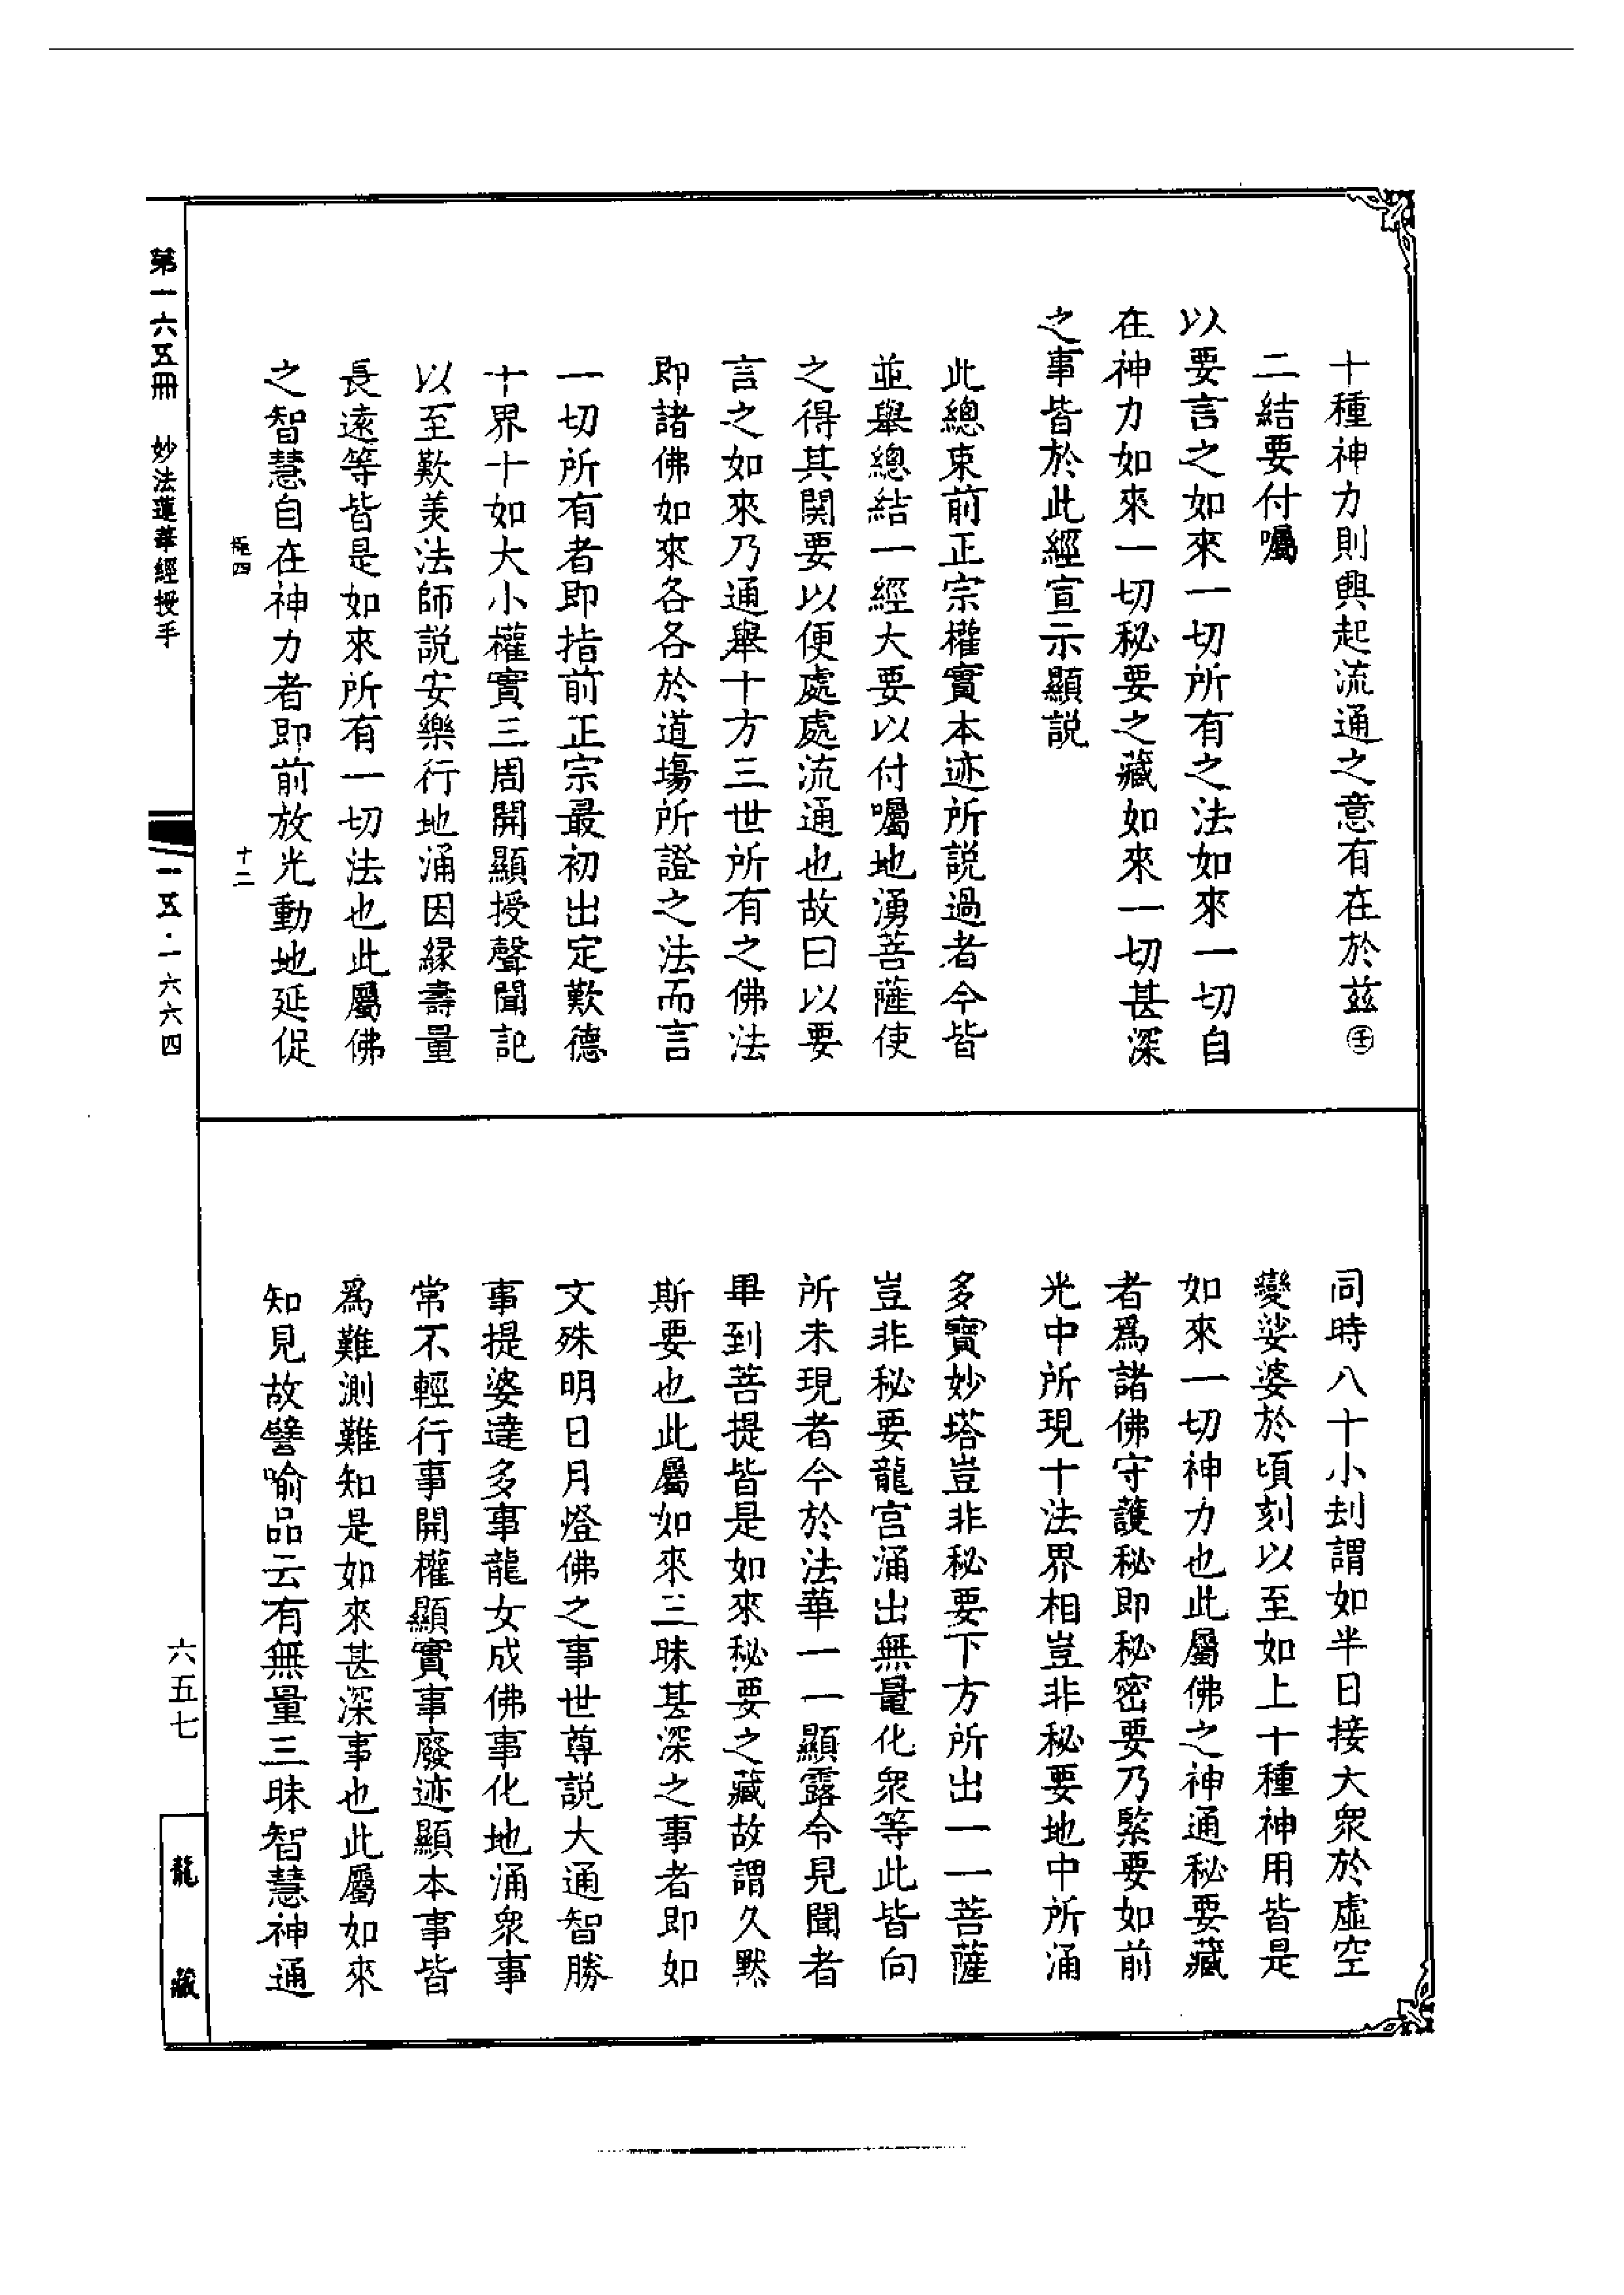 十種神力則興起流通之意有在於茲㊁壬
二結要付囑
以要言之如來一切所有之法如來一切自
在神力如來一切秘要之藏如來一切甚深
之事皆於此經宣示顯説
此總束前正宗權實本迹所説過者今皆
並舉總結一經大要以付囑地湧菩薩使
之得其関要以便處處流通也故曰以要
言之如來乃通舉十方三世所有之佛法
即諸佛如來各各於道場所證之法而言
一切所有者即指前正宗最初出定歎德
十界十如大小權實三周開顯授聲聞記
以至歎美法師説安樂行地涌因緣壽量
長遠等皆是如來所有一切法也此屬佛
之智慧自在神力者即前放光動地延促
四
十二
同時八十小刦謂如半日接大衆於虛空
變娑婆於頃刻以至如上十種神用皆是
如來一切神力也此屬佛之神通秘要藏
者爲諸佛守護秘即秘密要乃緊要如前
光中所現十法界相豈非秘要地中所涌
多寶妙塔豈非秘要下方所出一一菩薩
豈非秘要龍宮涌出無量化衆等此皆向
所未現者今於法華一一顯露令見聞者
畢到菩提皆是如來秘要之藏故謂久黙
斯要也此屬如來三昧甚深之事者即如
文殊明日月燈佛之事世尊説大通智勝
事提婆達多事龍女成佛事化地涌衆事
常不輕行事開權顯實事廢迹顯本事皆
爲難測難知是如來甚深事也此屬如來
知見故譬喻品云有無量三昧智慧神通
第一六五冊 妙法蓮華經授手
一五·一六六四
六五七
龍藏